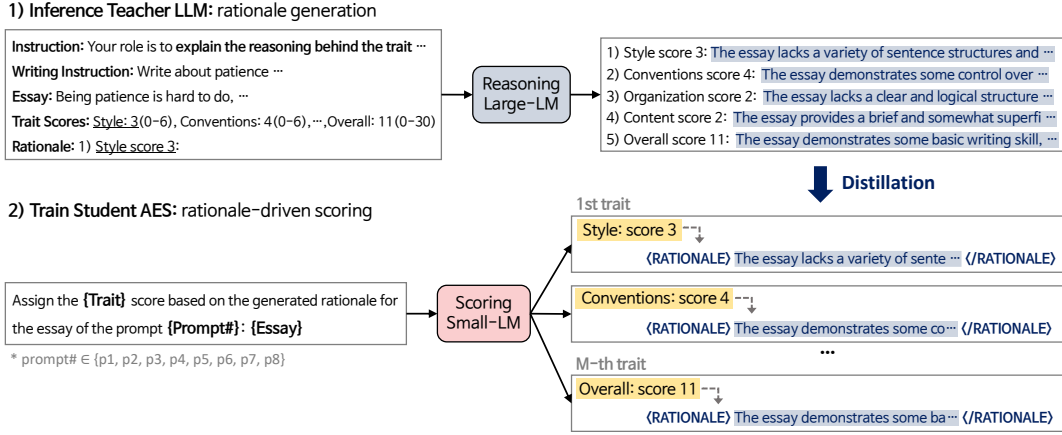 1) Inference Teacher LLM: rationale generation
Instruction: Your role is to explain the reasoning behind the trait ···
Writing Instruction: Write about patience ···
Essay: Being patience is hard to do, ···
Trait Scores: Style: 3(0-6), Conventions: 4(0-6),···,Overall: 11(0-30)
Rationale: 1) Style score 3:
Reasoning
Large-LM
1) Style score 3: The essay lacks a variety of sentence structures and ···
2) Conventions score 4: The essay demonstrates some control over ···
3) Organization score 2: The essay lacks a clear and logical structure ···
4) Content score 2: The essay provides a brief and somewhat superfi ···
5) Overall score 11: The essay demonstrates some basic writing skill, ···
Distillation
2) Train Student AES: rationale-driven scoring
Assign the {Trait} score based on the generated rationale for
the essay of the prompt {Prompt#}: {Essay}
* prompt# ∈ {p1, p2, p3, p4, p5, p6, p7, p8}
Scoring
Small-LM
1st trait
Style: score 3
⟨RATIONALE⟩ The essay lacks a variety of sente ··· ⟨/RATIONALE⟩
Conventions: score 4
⟨RATIONALE⟩ The essay demonstrates some co··· ⟨/RATIONALE⟩
···
M-th trait
Overall: score 11
⟨RATIONALE⟩ The essay demonstrates some ba··· ⟨/RATIONALE⟩